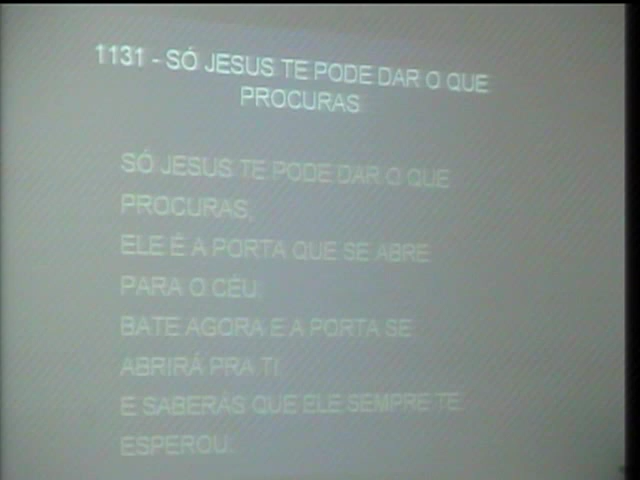 1131 - SÓ JESUS TE PODE DAR O QUE
PROCURAS
SÓ JESUS TE PODE DAR O QUE
PROCURAS,
ELE É A PORTA QUE SE ABRE
PARA O CÉU.
BATE AGORA E A PORTA SE
ABRIRÁ PRA TI
E SABERÁS QUE ELE SEMPRE TE
ESPEROU.